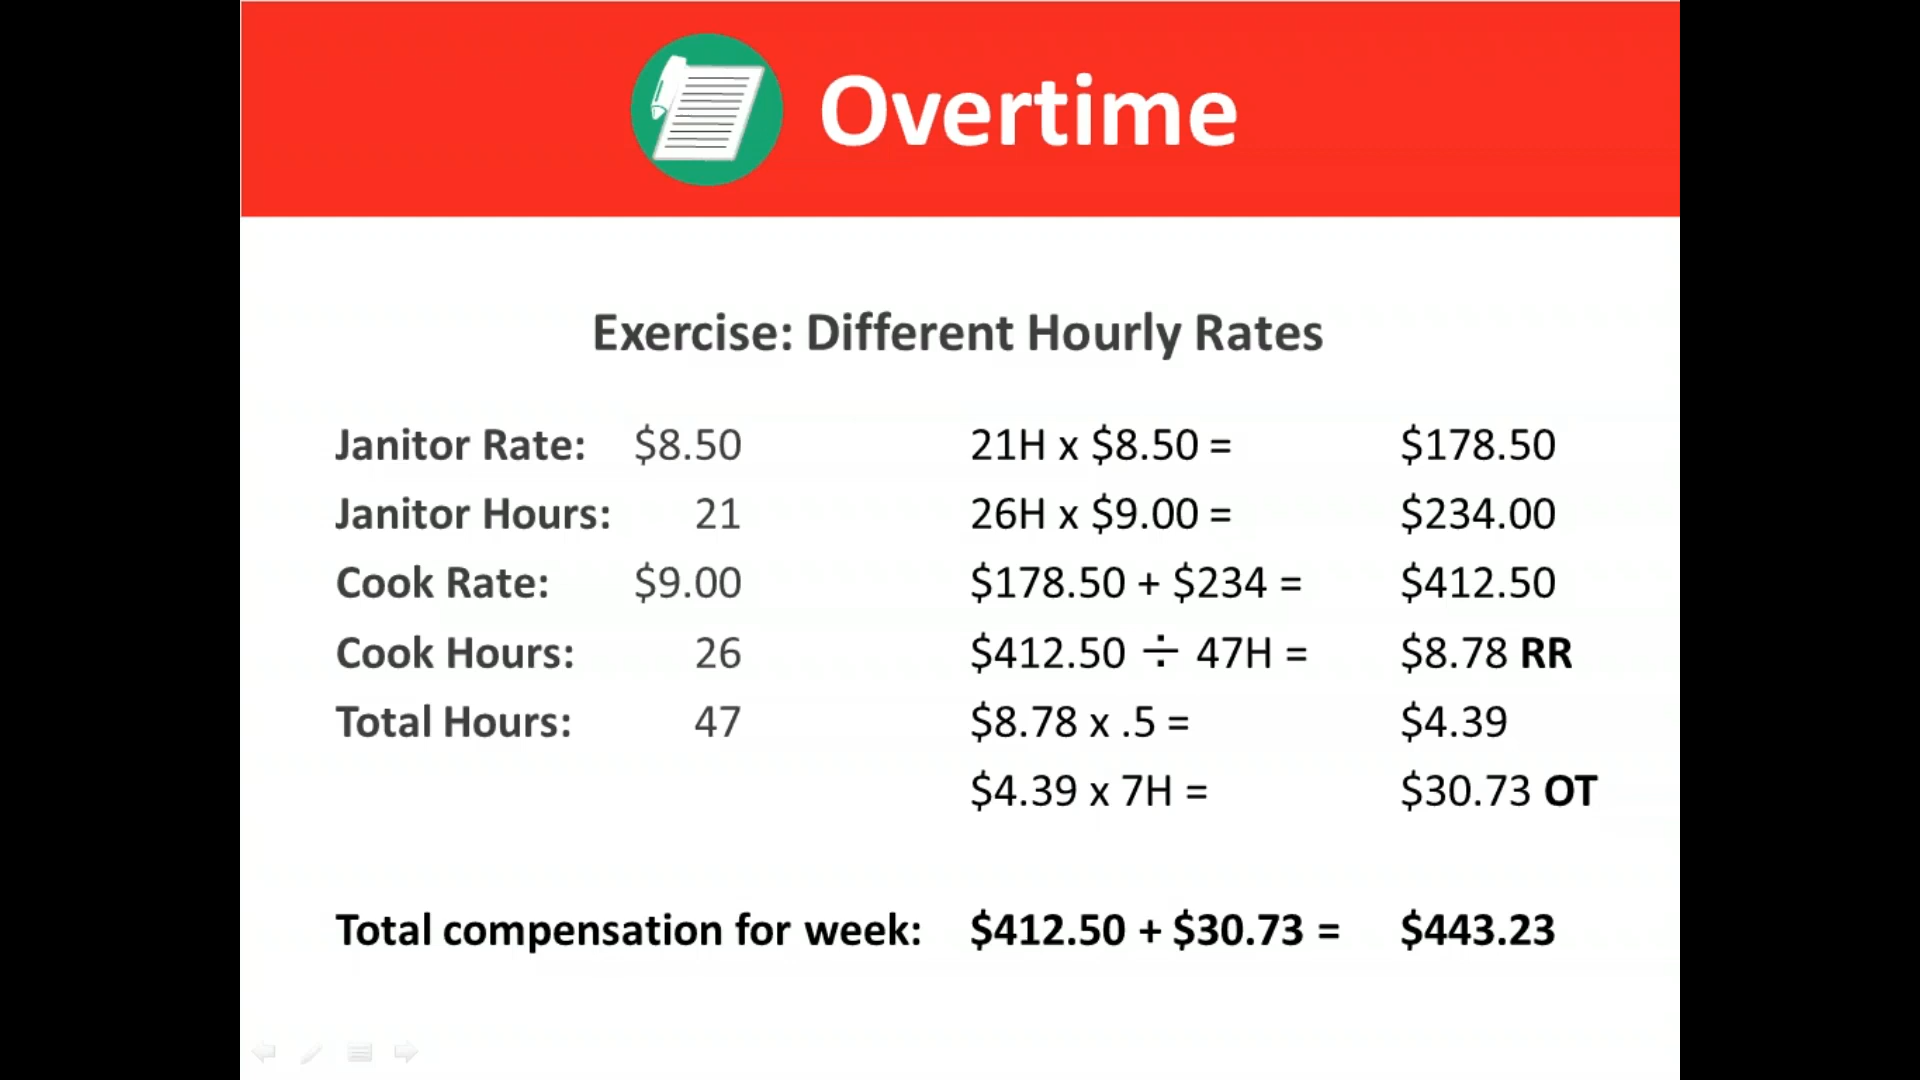 Overtime
Exercise: Different Hourly Rates
Janitor Rate: $8.50 21H x $8.50 = $178.50
Janitor Hours: 21 26H x $9.00 = $234.00
Cook Rate: $9.00 $178.50 + $234 = $412.50
Cook Hours: 26 $412.50 ÷ 47H = $8.78 RR
Total Hours: 47 $8.78 x .5 = $4.39
$4.39 x 7H = $30.73 OT
Total compensation for week: $412.50 + $30.73 = $443.23